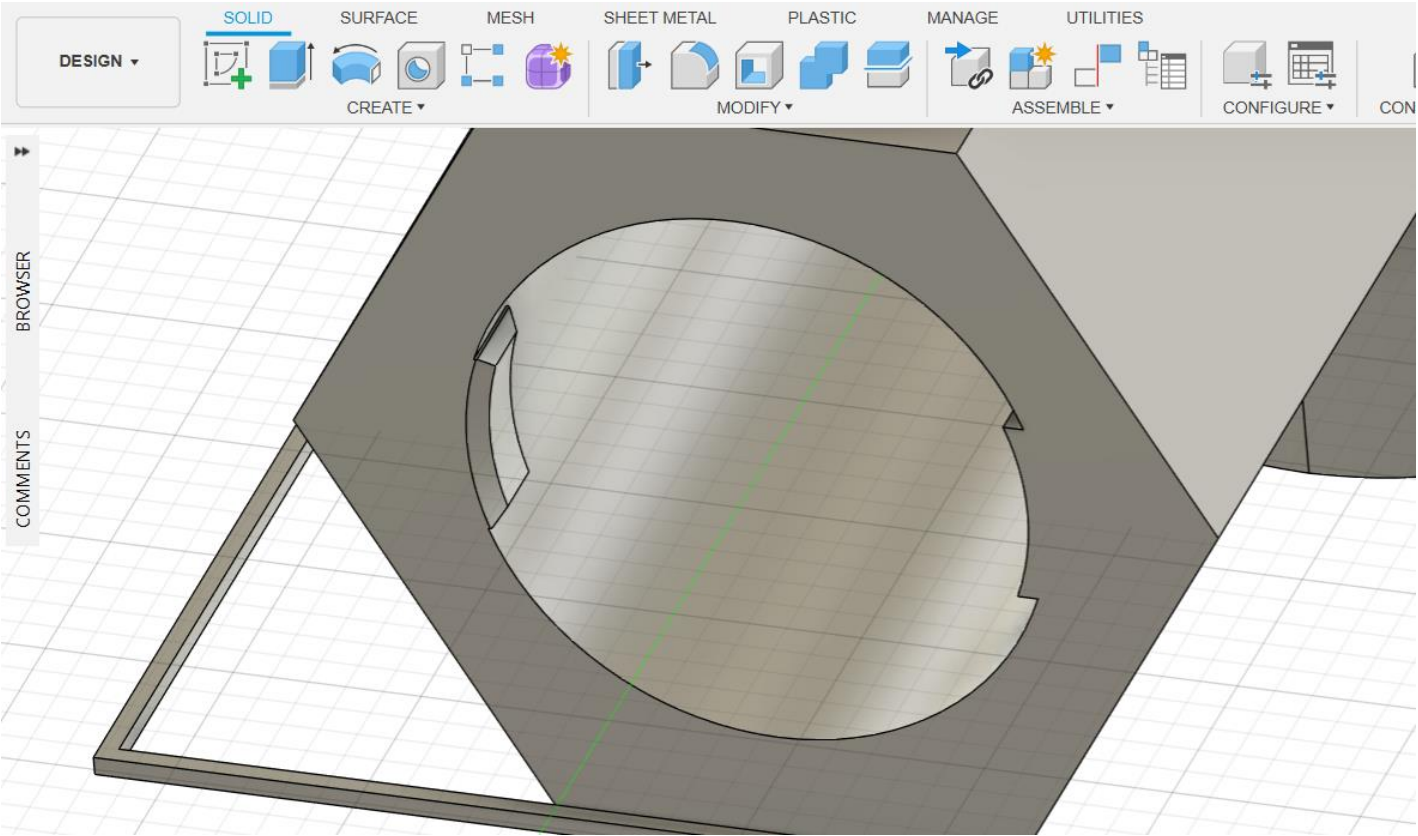 SOLID SURFACE MESH SHEET METAL PLASTIC MANAGE UTILITIES
DESIGN ▾
CREATE ▾ MODIFY ▾ ASSEMBLE ▾ CONFIGURE ▾ CON
BROWSER
COMMENTS